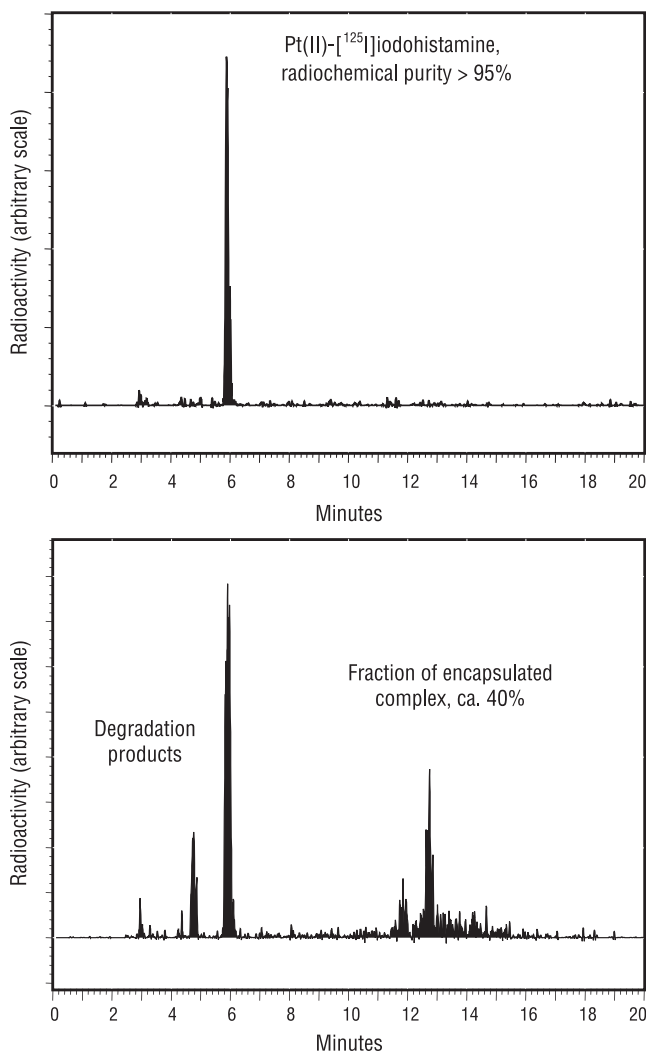 Pt(II)-[¹²⁵I]iodohistamine,
radiochemical purity > 95%
Radioactivity (arbitrary scale)
0 2 4 6 8 10 12 14 16 18 20
Minutes
Fraction of encapsulated
complex, ca. 40%
Degradation
products
Radioactivity (arbitrary scale)
0 2 4 6 8 10 12 14 16 18 20
Minutes